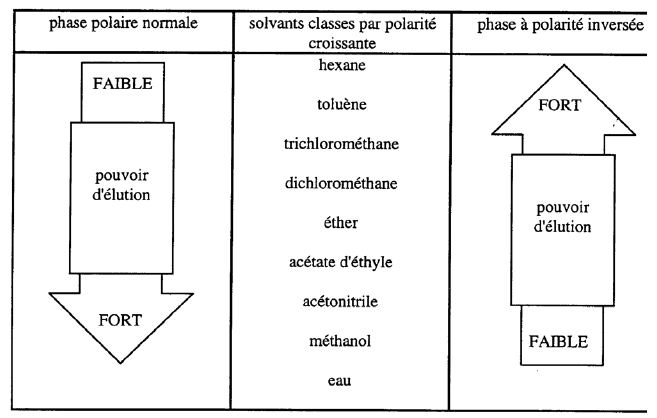 phase polaire normale
solvants classes par polarité
croissante
phase à polarité inversée
FAIBLE
pouvoir
d'élution
FORT
hexane
toluène
trichlorométhane
dichlorométhane
éther
acétate d'éthyle
acétonitrile
méthanol
eau
FORT
pouvoir
d'élution
FAIBLE